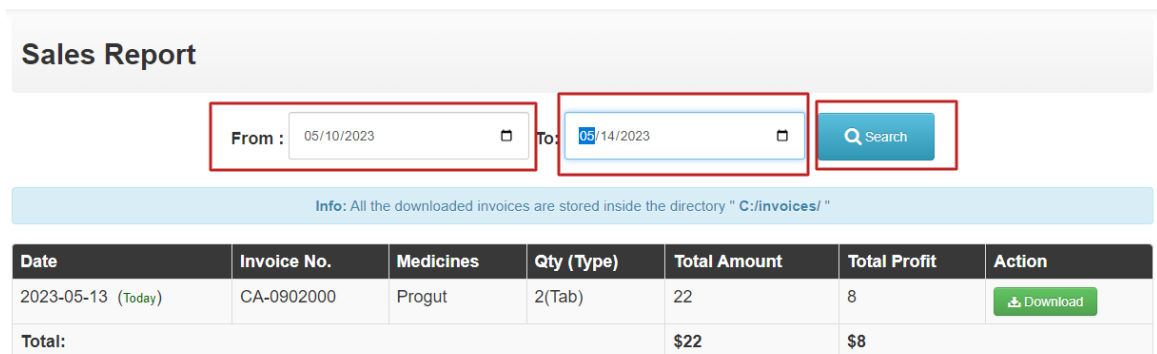 Sales Report
From : 05/10/2023 To: 05/14/2023 Search
Info: All the downloaded invoices are stored inside the directory " C:/invoices/ "
Date Invoice No. Medicines Qty (Type) Total Amount Total Profit Action
2023-05-13 (Today) CA-0902000 Progut 2(Tab) 22 8 Download
Total: $22 $8